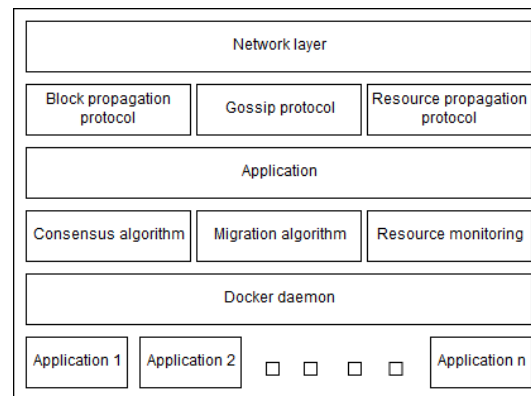 Network layer
Block propagation
protocol
Gossip protocol
Resource propagation
protocol
Application
Consensus algorithm
Migration algorithm
Resource monitoring
Docker daemon
Application 1
Application 2
Application n